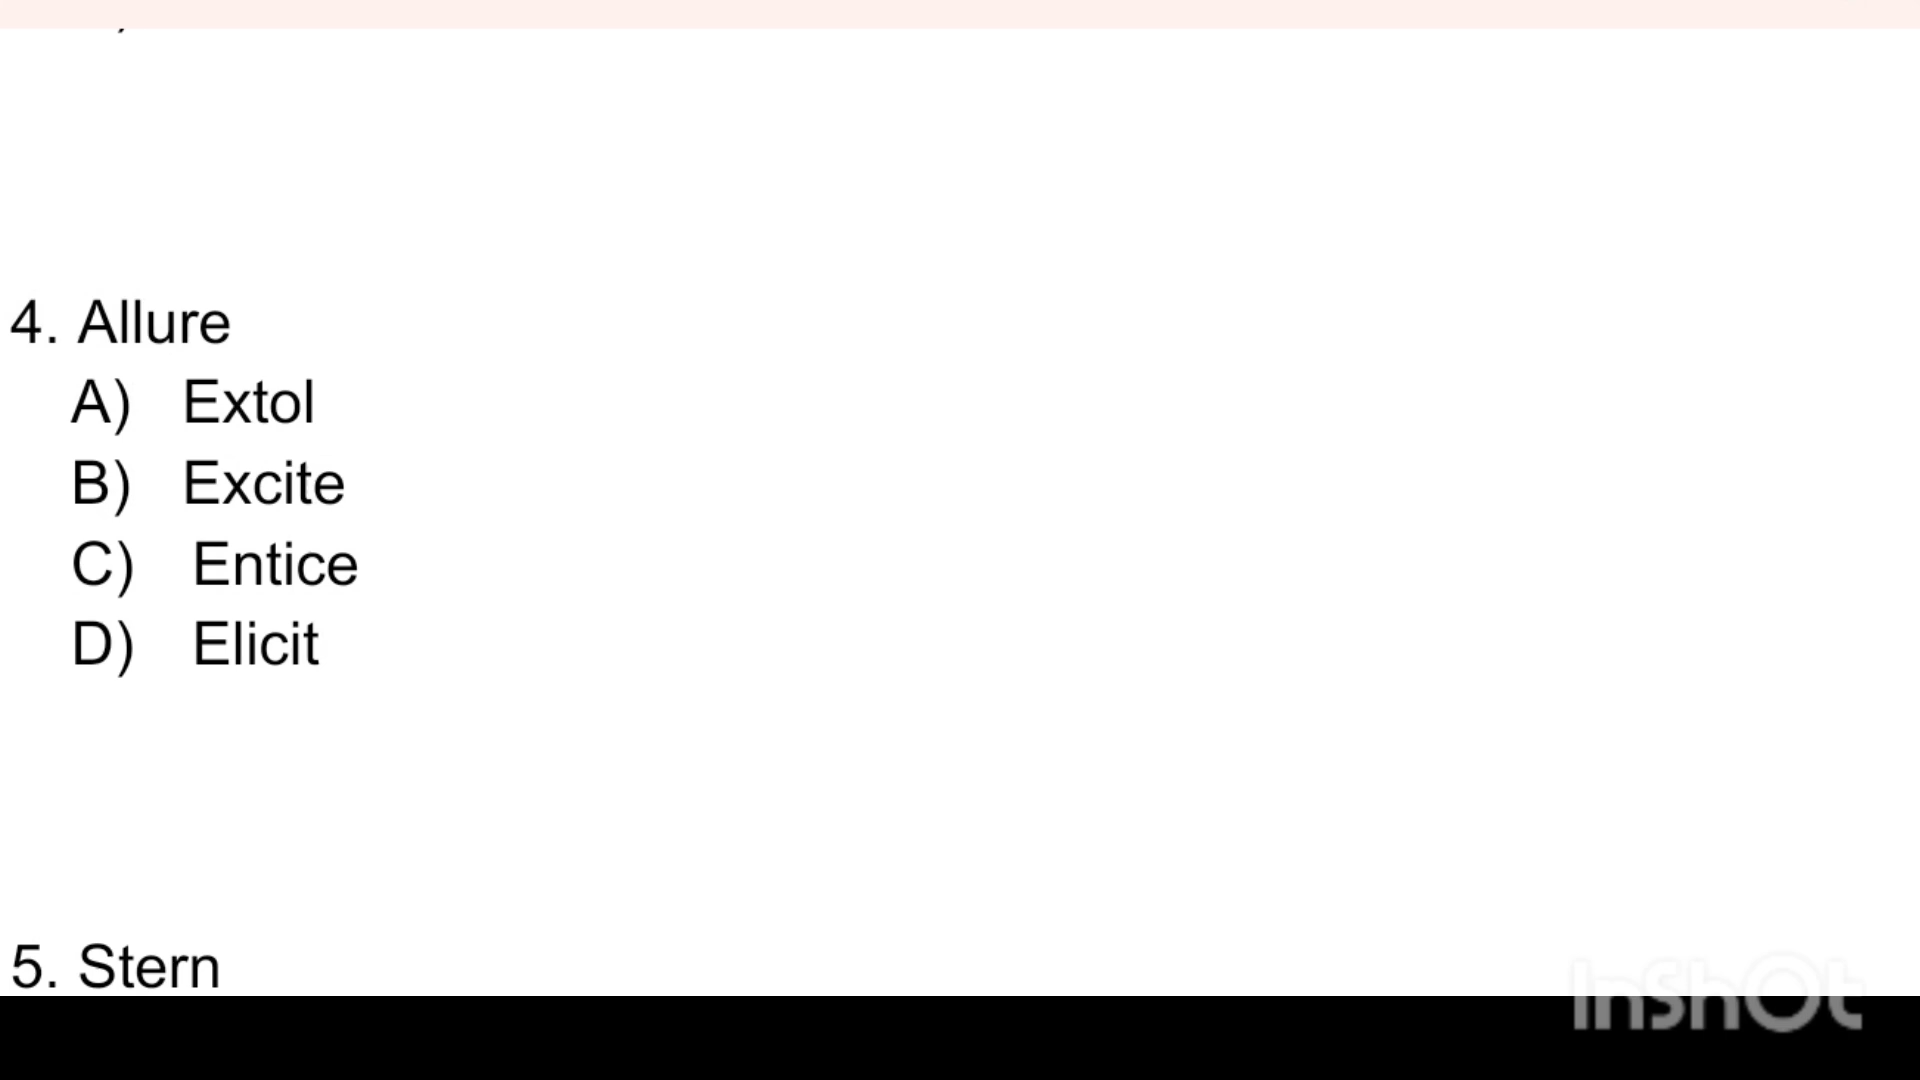 4. Allure
A) Extol
B) Excite
C) Entice
D) Elicit
5. Stern
InShOt